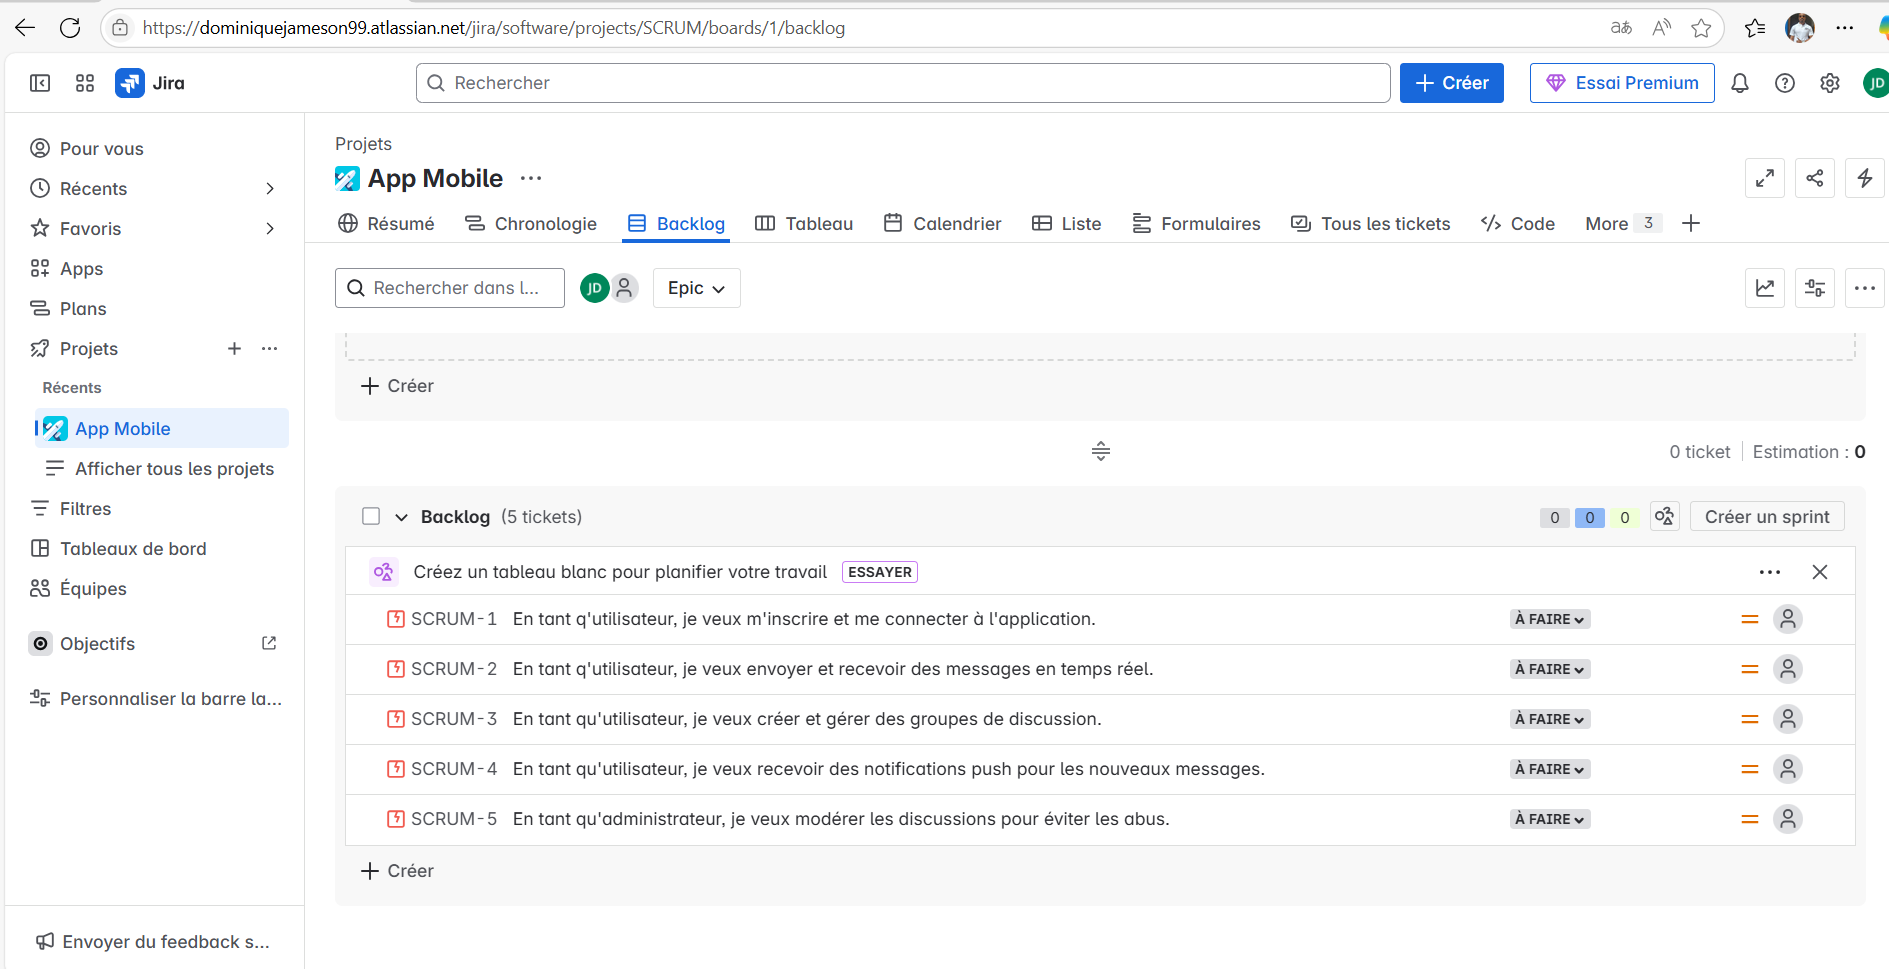 https://dominiquejameson99.atlassian.net/jira/software/projects/SCRUM/boards/1/backlog
Jira
Rechercher
Créer
Essai Premium
JD
Pour vous
Récents
Favoris
Apps
Plans
Projets
Récents
App Mobile
Afficher tous les projets
Filtres
Tableaux de bord
Équipes
Objectifs
Personnaliser la barre la...
Envoyer du feedback s...
Projets
App Mobile
Résumé
Chronologie
Backlog
Tableau
Calendrier
Liste
Formulaires
Tous les tickets
Code
More 3
Rechercher dans l...
JD
Epic
Créer
0 ticket
Estimation : 0
Backlog (5 tickets)
0 0 0
Créer un sprint
Créez un tableau blanc pour planifier votre travail ESSAYER
SCRUM-1 En tant q'utilisateur, je veux m'inscrire et me connecter à l'application. À FAIRE
SCRUM-2 En tant q'utilisateur, je veux envoyer et recevoir des messages en temps réel. À FAIRE
SCRUM-3 En tant qu'utilisateur, je veux créer et gérer des groupes de discussion. À FAIRE
SCRUM-4 En tant qu'utilisateur, je veux recevoir des notifications push pour les nouveaux messages. À FAIRE
SCRUM-5 En tant qu'administrateur, je veux modérer les discussions pour éviter les abus. À FAIRE
Créer